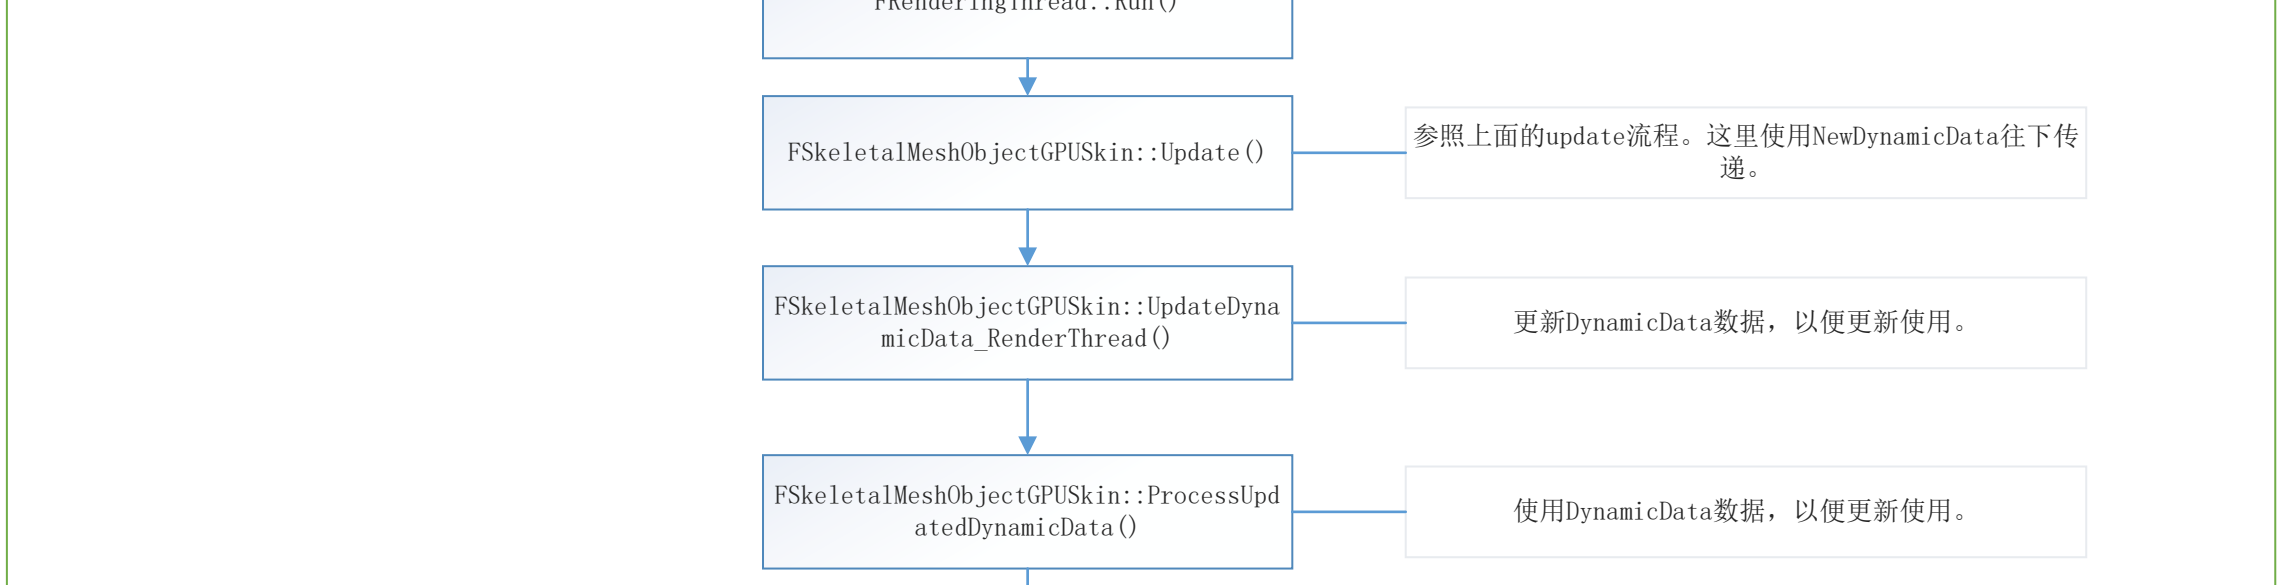 FRenderingThread::Run()
FSkeletalMeshObjectGPUSkin::Update()
参照上面的update流程。这里使用NewDynamicData往下传
递。
FSkeletalMeshObjectGPUSkin::UpdateDyna
micData_RenderThread()
更新DynamicData数据，以便更新使用。
FSkeletalMeshObjectGPUSkin::ProcessUpd
atedDynamicData()
使用DynamicData数据，以便更新使用。